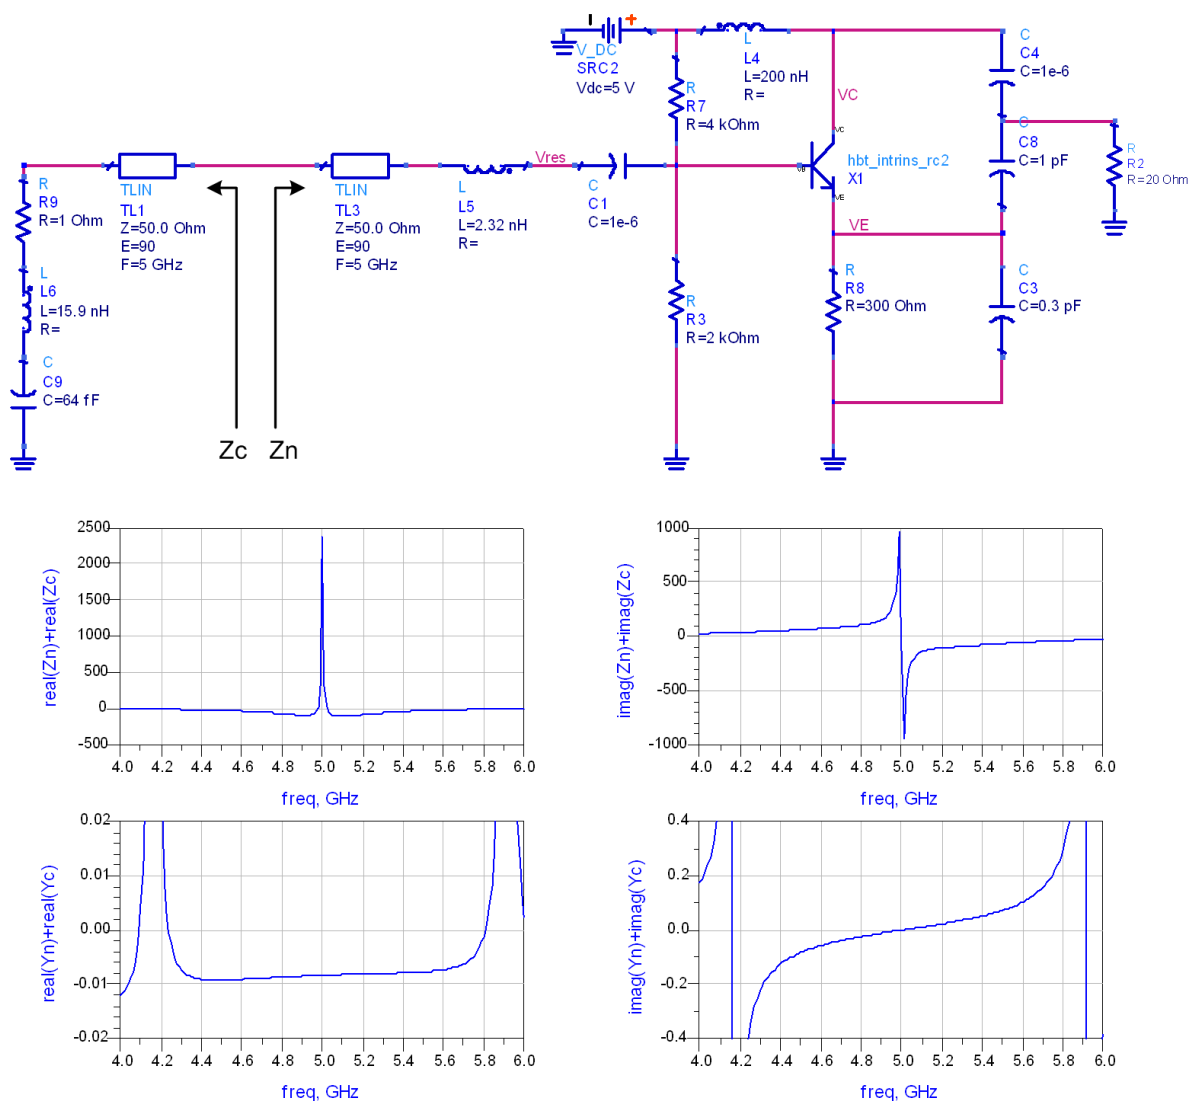 V_DC
SRC2
Vdc=5 V
L
L4
L=200 nH
R=
C
C4
C=1e-6
R
R7
R=4 kOhm
VC
VC
C
C8
C=1 pF
R
R2
R=20 Ohm
hbt_intrins_rc2
X1
VE
VE
Vres
C
C1
C=1e-6
TLIN
TL1
Z=50.0 Ohm
E=90
F=5 GHz
TLIN
TL3
Z=50.0 Ohm
E=90
F=5 GHz
L
L5
L=2.32 nH
R=
R
R9
R=1 Ohm
L
L6
L=15.9 nH
R=
C
C9
C=64 fF
R
R3
R=2 kOhm
R
R8
R=300 Ohm
C
C3
C=0.3 pF
Zc
Zn
real(Zn)+real(Zc)
2500
2000
1500
1000
500
0
-500
4.0 4.2 4.4 4.6 4.8 5.0 5.2 5.4 5.6 5.8 6.0
freq, GHz
imag(Zn)+imag(Zc)
1000
500
0
-500
-1000
4.0 4.2 4.4 4.6 4.8 5.0 5.2 5.4 5.6 5.8 6.0
freq, GHz
real(Yn)+real(Yc)
0.02
0.01
0.00
-0.01
-0.02
4.0 4.2 4.4 4.6 4.8 5.0 5.2 5.4 5.6 5.8 6.0
freq, GHz
imag(Yn)+imag(Yc)
0.4
0.2
0.0
-0.2
-0.4
4.0 4.2 4.4 4.6 4.8 5.0 5.2 5.4 5.6 5.8 6.0
freq, GHz